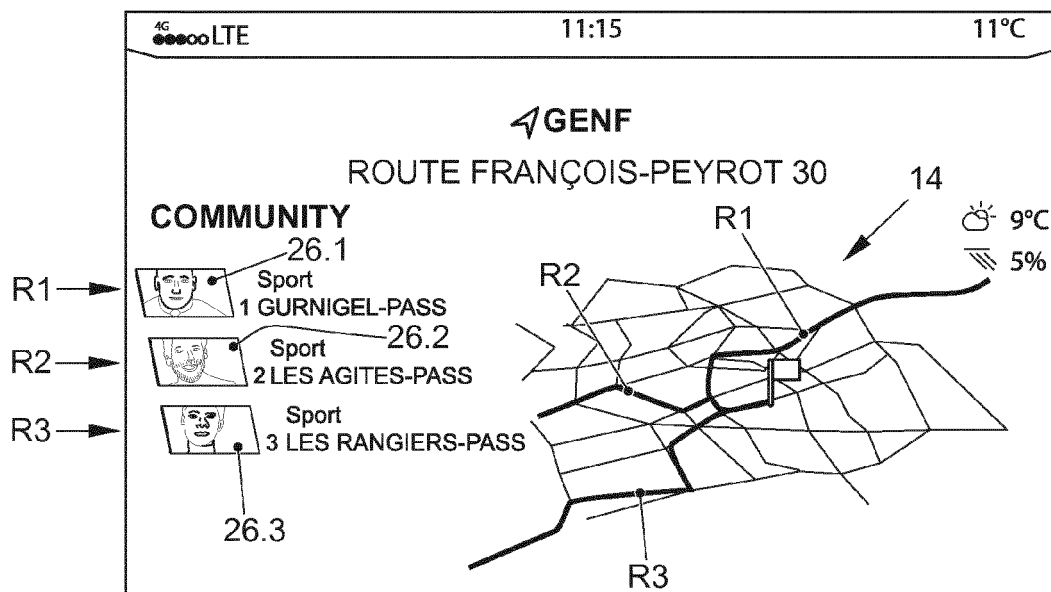 4G
LTE 11:15 11°C
GENF
ROUTE FRANÇOIS-PEYROT 30
14
COMMUNITY
R1
9°C
26.1
5%
R1
Sport
R2
1 GURNIGEL-PASS
26.2
R2
Sport
2 LES AGITES-PASS
R3
Sport
3 LES RANGIERS-PASS
26.3
R3